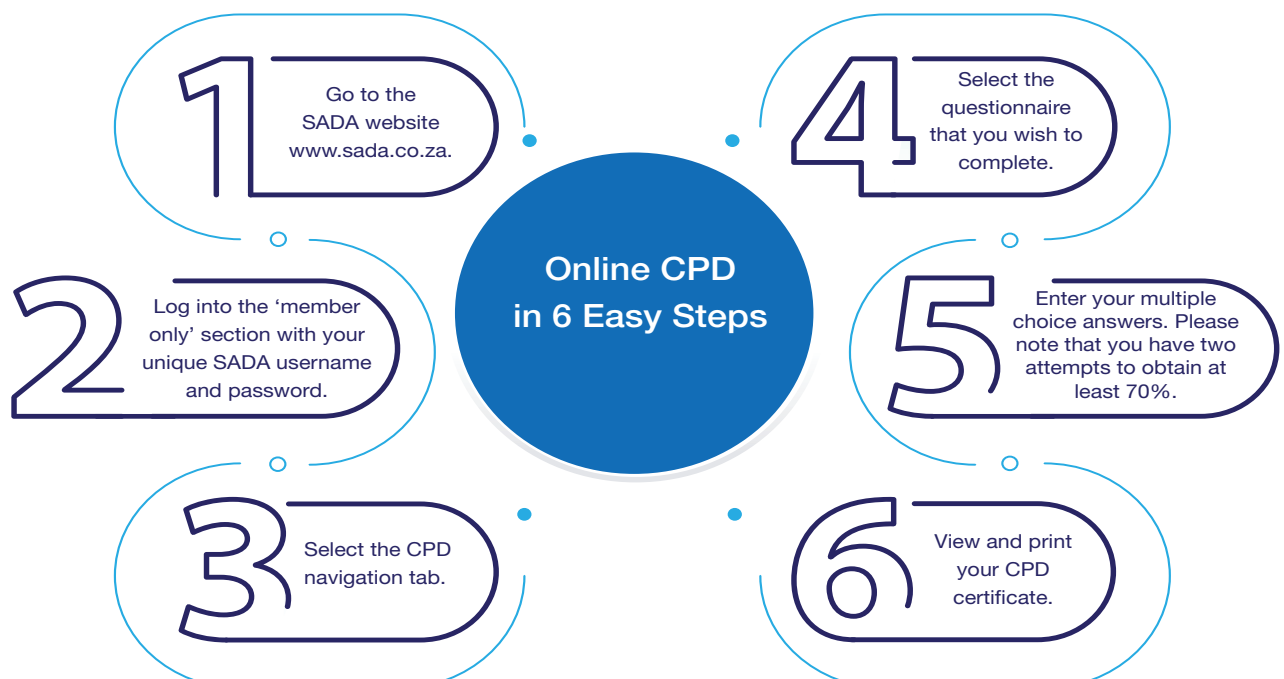 1
Go to the
SADA website
www.sada.co.za.
2
Log into the ‘member
only’ section with your
unique SADA username
and password.
3
Select the CPD
navigation tab.
Online CPD
in 6 Easy Steps
4
Select the
questionnaire
that you wish to
complete.
5
Enter your multiple
choice answers. Please
note that you have two
attempts to obtain at
least 70%.
6
View and print
your CPD
certificate.